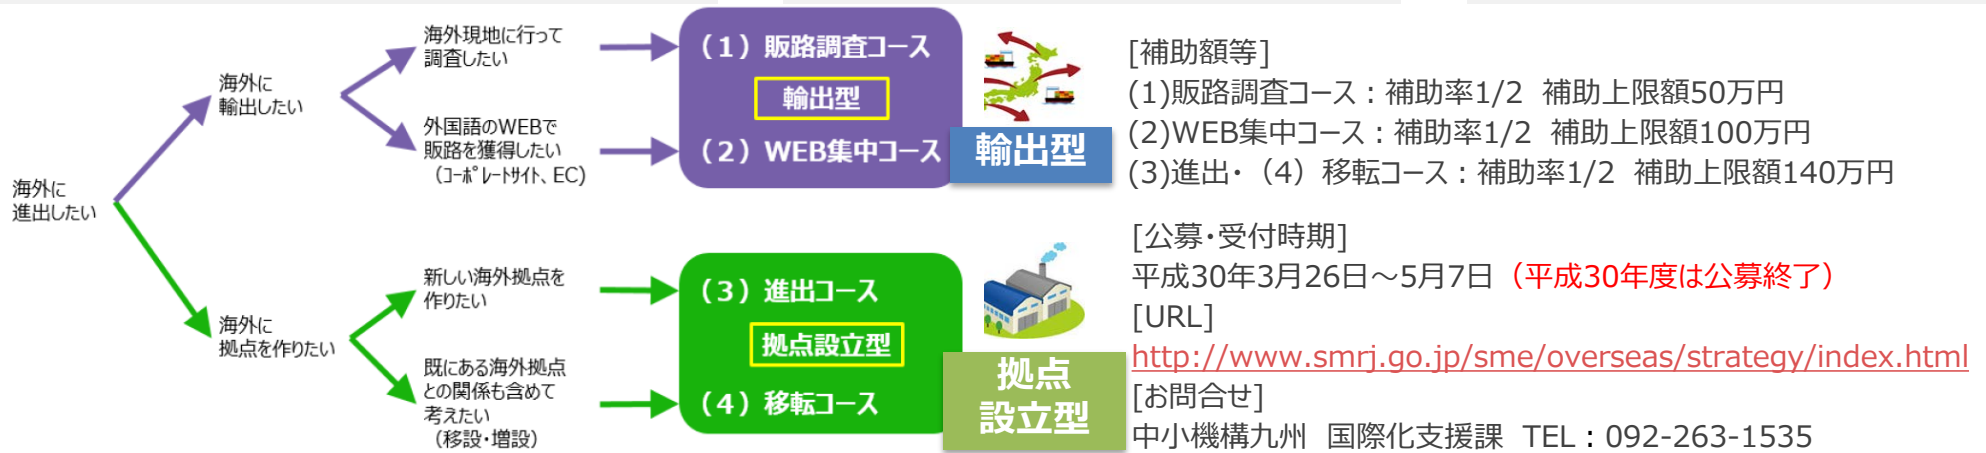 海外に
進出したい
海外に
輸出したい
海外現地に行って
調査したい
外国語のWEBで
販路を獲得したい
（ｺｰﾎﾟﾚｰﾄｻｲﾄ、EC）
海外に
拠点を作りたい
新しい海外拠点を
作りたい
既にある海外拠点
との関係も含めて
考えたい
（移設・増設）
（１）販路調査コース
輸出型
（２）WEB集中コース
（３）進出コース
拠点設立型
（４）移転コース
輸出型
拠点
設立型
[補助額等]
(1)販路調査コース：補助率1/2 補助上限額50万円
(2)WEB集中コース：補助率1/2 補助上限額100万円
(3)進出・（4）移転コース：補助率1/2 補助上限額140万円
[公募・受付時期]
平成30年3月26日～5月7日（平成30年度は公募終了）
[URL]
http://www.smrj.go.jp/sme/overseas/strategy/index.html
[お問合せ]
中小機構九州 国際化支援課 TEL：092-263-1535